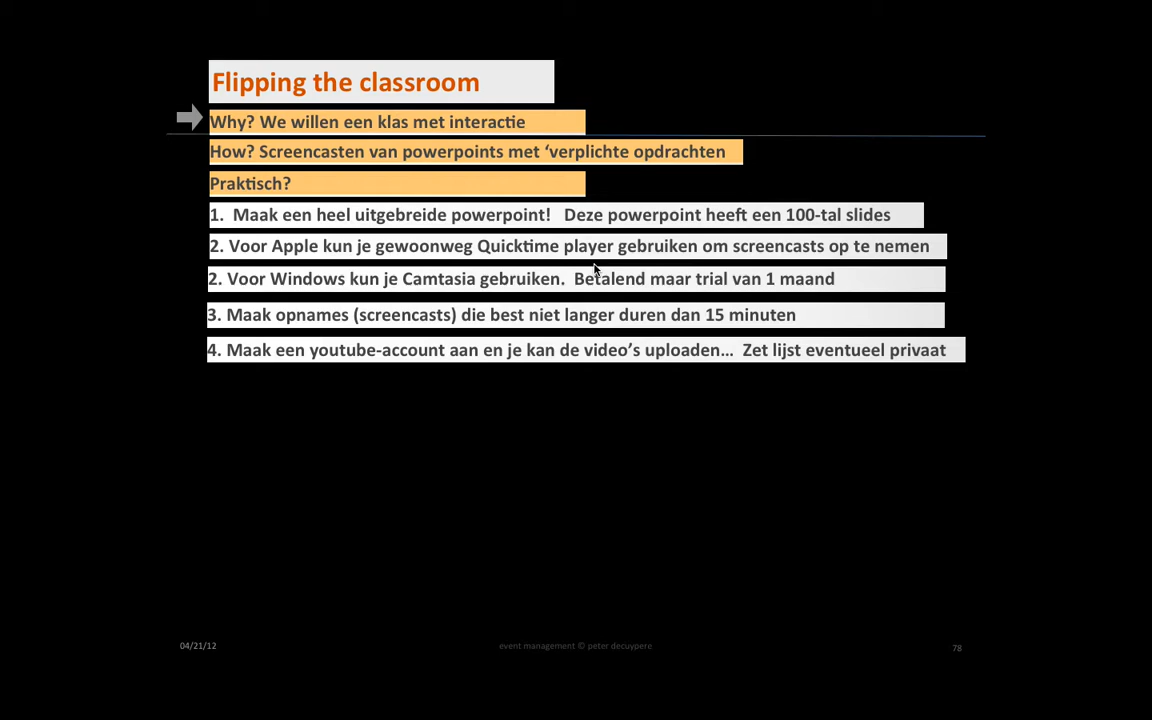 Flipping the classroom
Why? We willen een klas met interactie
How? Screencasten van powerpoints met ‘verplichte opdrachten
Praktisch?
1. Maak een heel uitgebreide powerpoint! Deze powerpoint heeft een 100-tal slides
2. Voor Apple kun je gewoonweg Quicktime player gebruiken om screencasts op te nemen
2. Voor Windows kun je Camtasia gebruiken. Betalend maar trial van 1 maand
3. Maak opnames (screencasts) die best niet langer duren dan 15 minuten
4. Maak een youtube-account aan en je kan de video’s uploaden… Zet lijst eventueel privaat
04/21/12
event management © peter decuypere
78